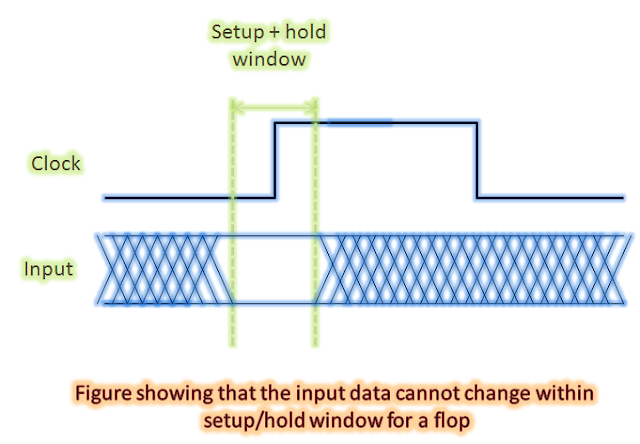 Setup + hold
window
Clock
Input
Figure showing that the input data cannot change within
setup/hold window for a flop